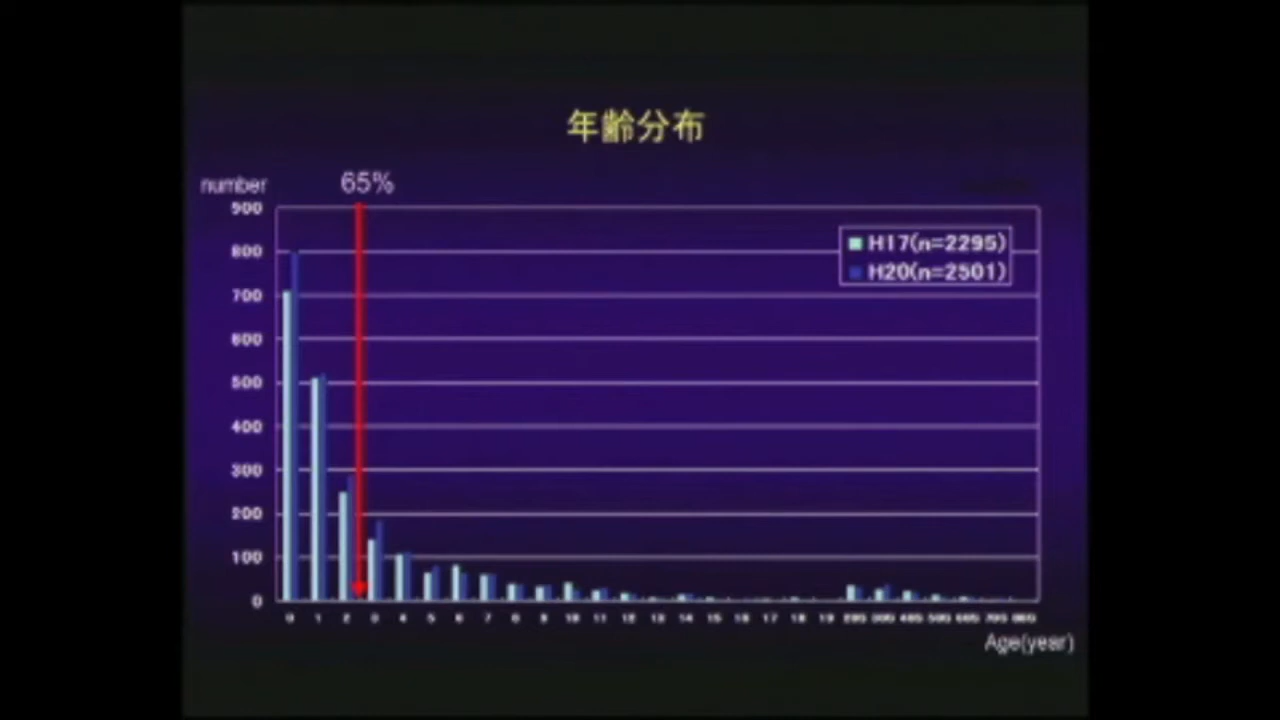 年齢分布
number
65%
900
800
700
600
500
400
300
200
100
0
H17(n=2295)
H20(n=2501)
0 1 2 3 4 5 6 7 8 9 10 11 12 13 14 15 16 17 18 19
Age(year)